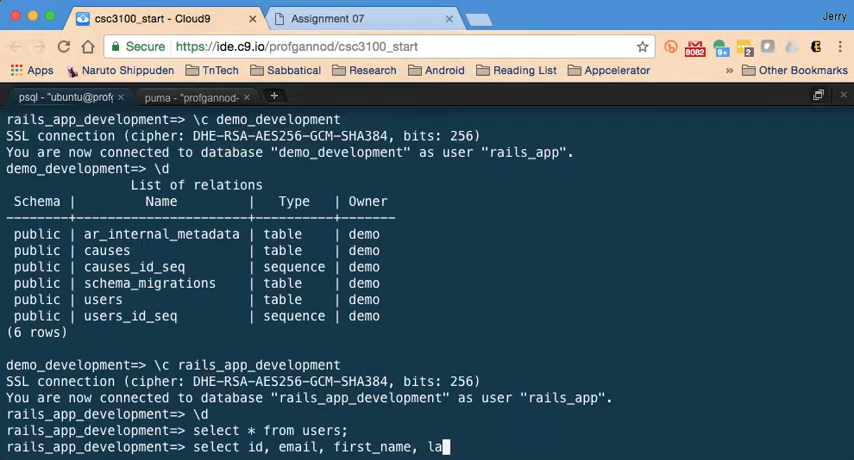 csc3100_start - Cloud9
Assignment 07
Jerry
Secure
https://ide.c9.io/profgannod/csc3100_start
8082
9+
2
Apps
Naruto Shippuden
TnTech
Sabbatical
Research
Android
Reading List
Appcelerator
»
Other Bookmarks
psql - "ubuntu@prof
puma - "profgannod-
rails_app_development=> \c demo_development
SSL connection (cipher: DHE-RSA-AES256-GCM-SHA384, bits: 256)
You are now connected to database "demo_development" as user "rails_app".
demo_development=> \d
List of relations
Schema | Name | Type | Owner
--------+----------------------+----------+-------
public | ar_internal_metadata | table | demo
public | causes | table | demo
public | causes_id_seq | sequence | demo
public | schema_migrations | table | demo
public | users | table | demo
public | users_id_seq | sequence | demo
(6 rows)
demo_development=> \c rails_app_development
SSL connection (cipher: DHE-RSA-AES256-GCM-SHA384, bits: 256)
You are now connected to database "rails_app_development" as user "rails_app".
rails_app_development=> \d
rails_app_development=> select * from users;
rails_app_development=> select id, email, first_name, la